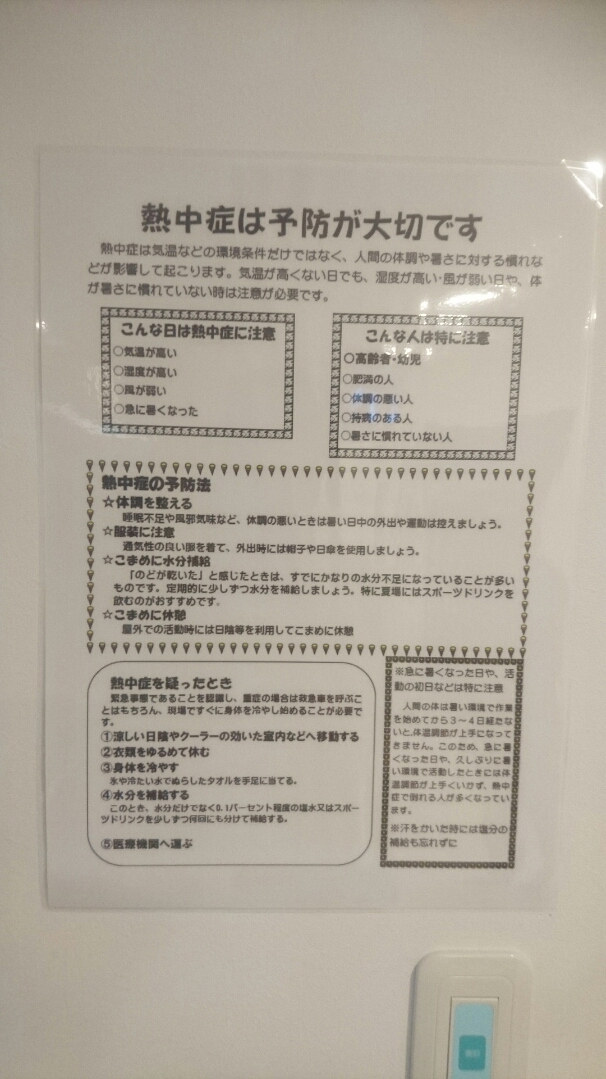 熱中症は予防が大切です
熱中症は気温などの環境条件だけではなく、人間の体調や暑さに対する慣れな
どが影響して起こります。気温が高くない日でも、湿度が高い・風が弱い日や、体
が暑さに慣れていない時は注意が必要です。
こんな日は熱中症に注意
○気温が高い
○湿度が高い
○風が弱い
○急に暑くなった
こんな人は特に注意
○高齢者・幼児
○肥満の人
○体調の悪い人
○持病のある人
○暑さに慣れていない人
熱中症の予防法
☆体調を整える
睡眠不足や風邪気味など、体調の悪いときは暑い日中の外出や運動は控えましょう。
☆服装に注意
通気性の良い服を着て、外出時には帽子や日傘を使用しましょう。
☆こまめに水分補給
「のどが乾いた」と感じたときは、すでにかなりの水分不足になっていることが多い
ものです。定期的に少しずつ水分を補給しましょう。特に夏場にはスポーツドリンクを
飲むのがおすすめです。
☆こまめに休憩
屋外での活動時には日陰等を利用してこまめに休憩
熱中症を疑ったとき
緊急事態であることを認識し、重症の場合は救急車を呼ぶこ
とはもちろん、現場ですぐに身体を冷やし始めることが必要で
す。
①涼しい日陰やクーラーの効いた室内などへ移動する
②衣類をゆるめて休む
③身体を冷やす
氷や冷たい水でぬらしたタオルを手足に当てる。
④水分を補給する
このとき、水分だけでなく0.1パーセント程度の塩水又はスポー
ツドリンクを少しずつ何回にも分けて補給する。
⑤医療機関へ運ぶ
※急に暑くなった日や、活
動の初日などは特に注意
人間の体は暑い環境で作業
を始めてから3～4日経たな
いと、体温調節が上手になって
きません。このため、急に暑
くなった日や、久しぶりに暑
い環境で活動したときには体
温調節が上手くいかず、熱中
症で倒れる人が多くなってい
ます。
※汗をかいた時には塩分の
補給も忘れずに